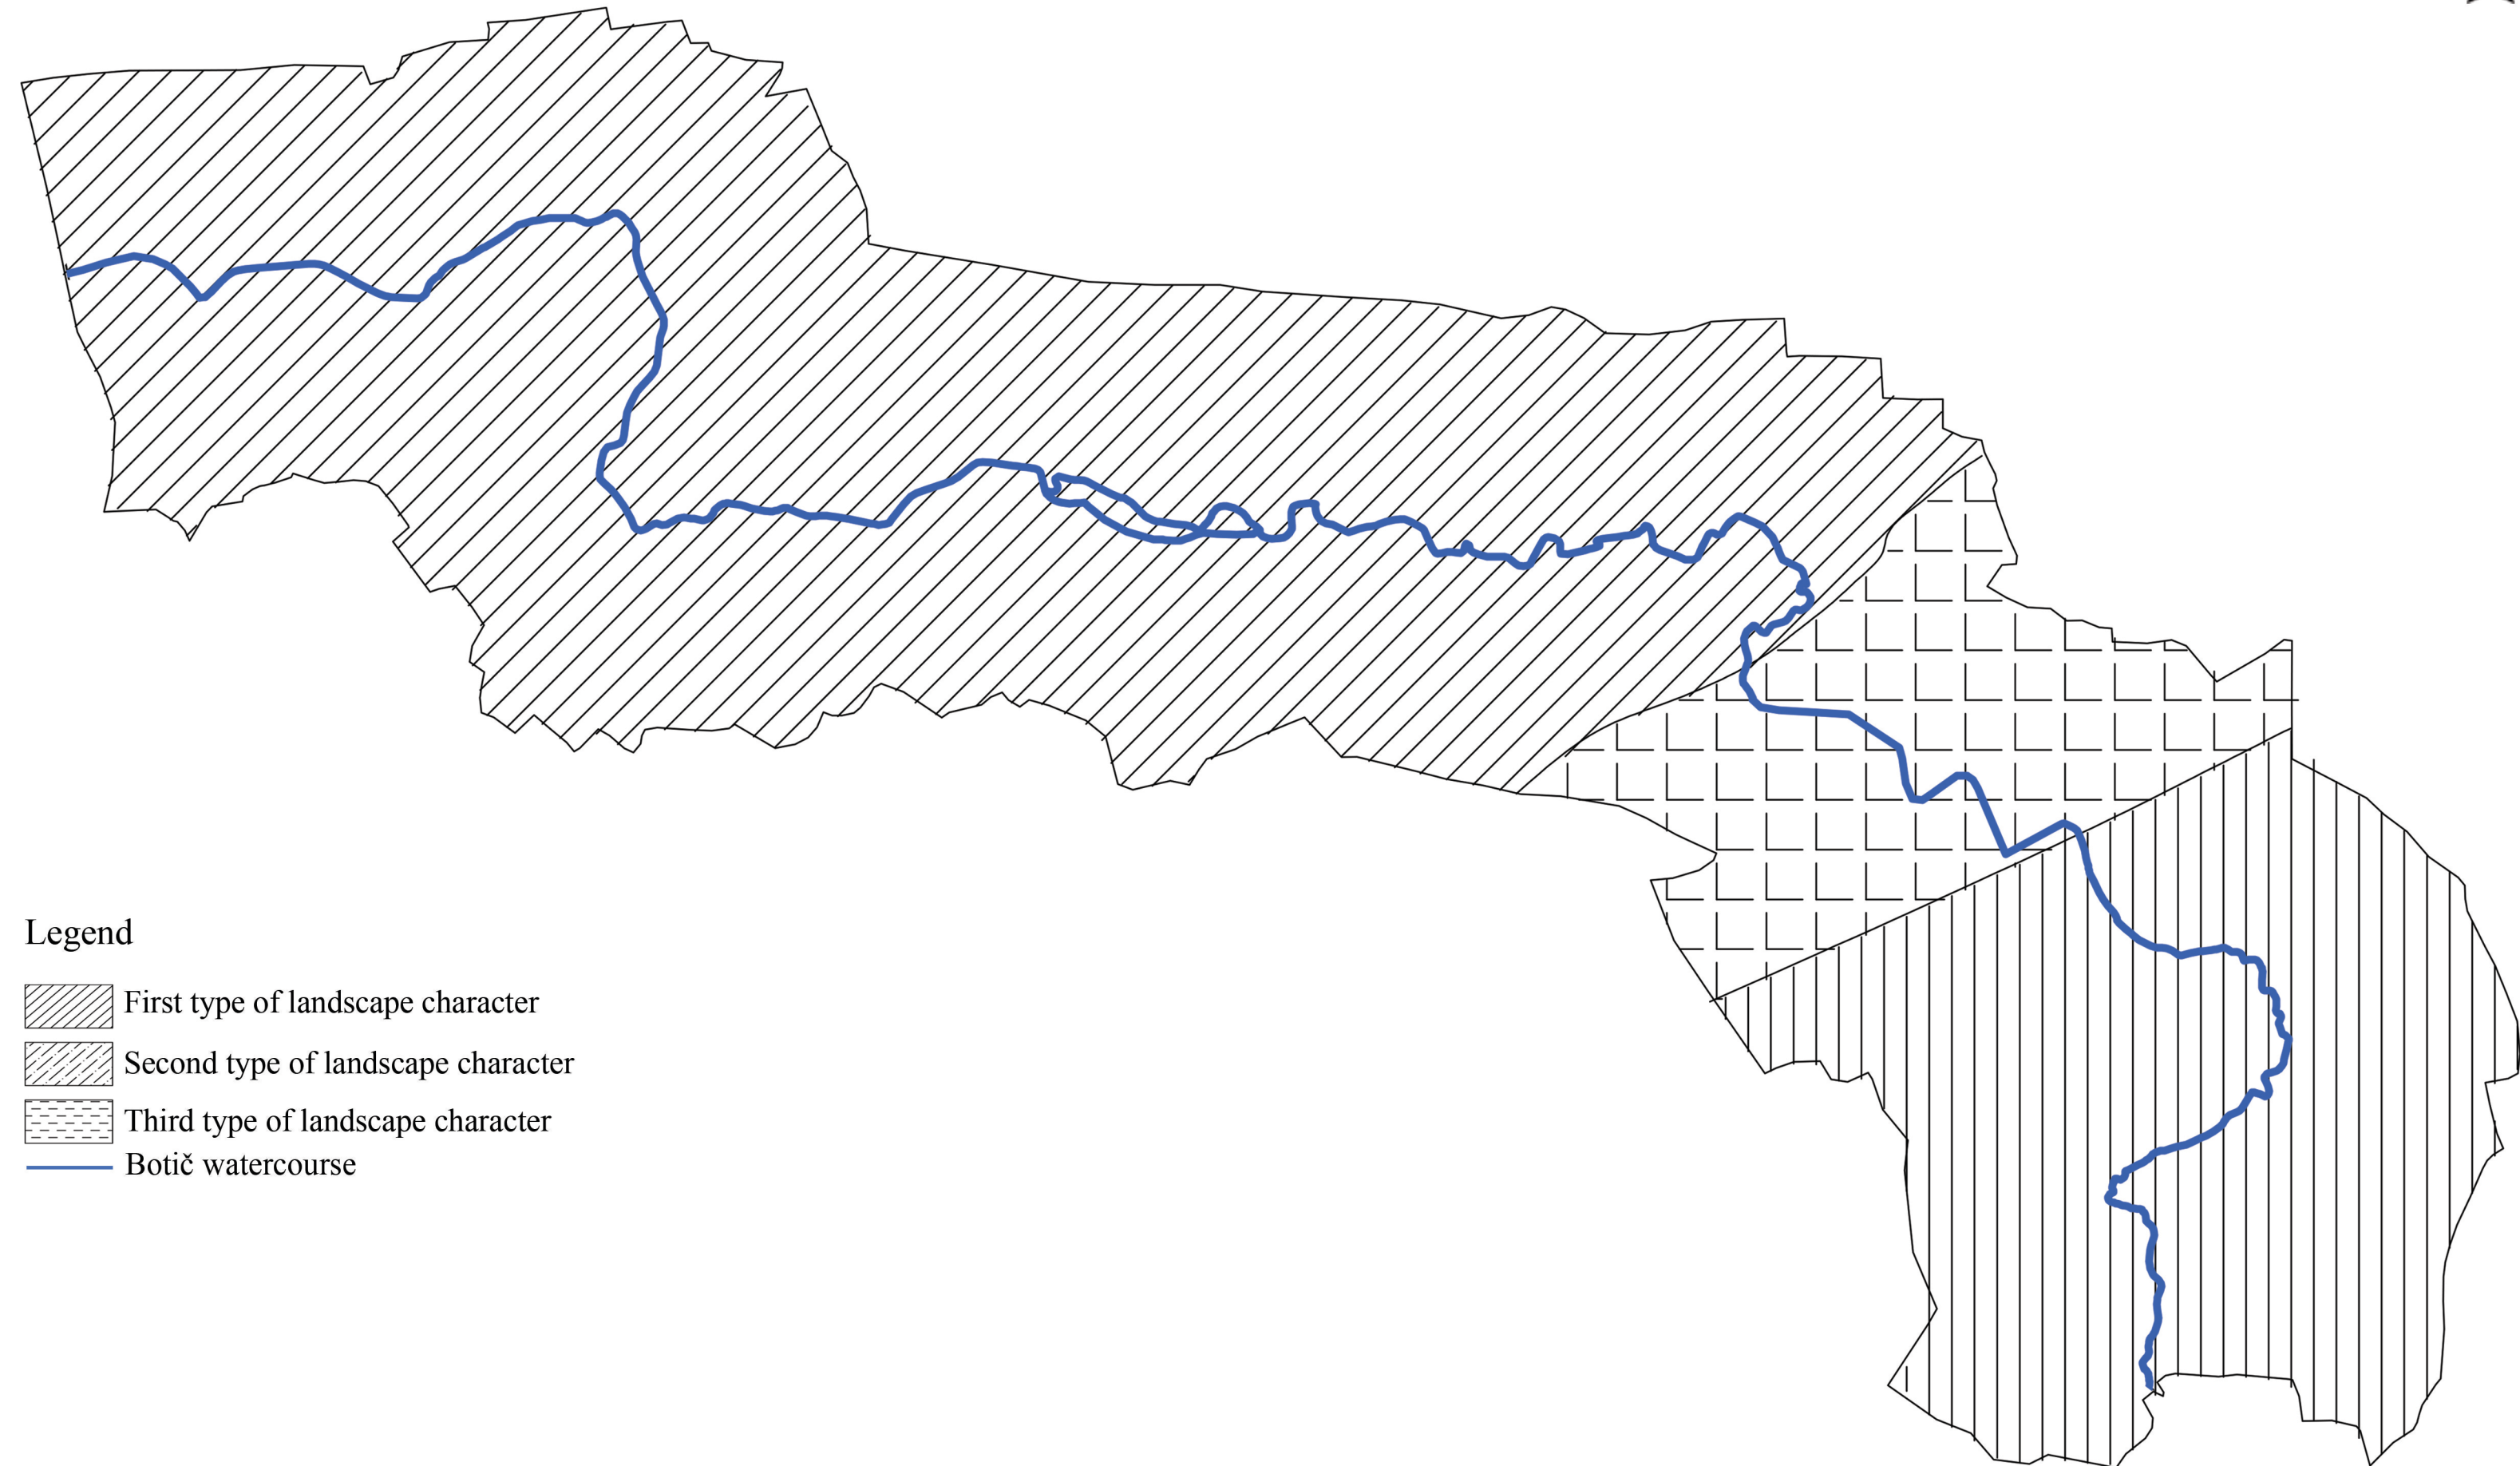 Legend
First type of landscape character
Second type of landscape character
Third type of landscape character
Botič watercourse